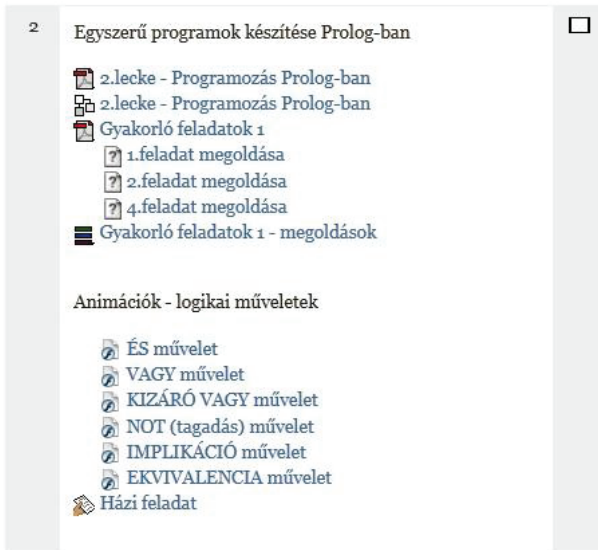 2
Egyszerű programok készítése Prolog-ban
2.lecke - Programozás Prolog-ban
2.lecke - Programozás Prolog-ban
Gyakorló feladatok 1
1.feladat megoldása
2.feladat megoldása
4.feladat megoldása
Gyakorló feladatok 1 - megoldások
Animációk - logikai műveletek
ÉS művelet
VAGY művelet
KIZÁRÓ VAGY művelet
NOT (tagadás) művelet
IMPLIKÁCIÓ művelet
EKVIVALENCIA művelet
Házi feladat